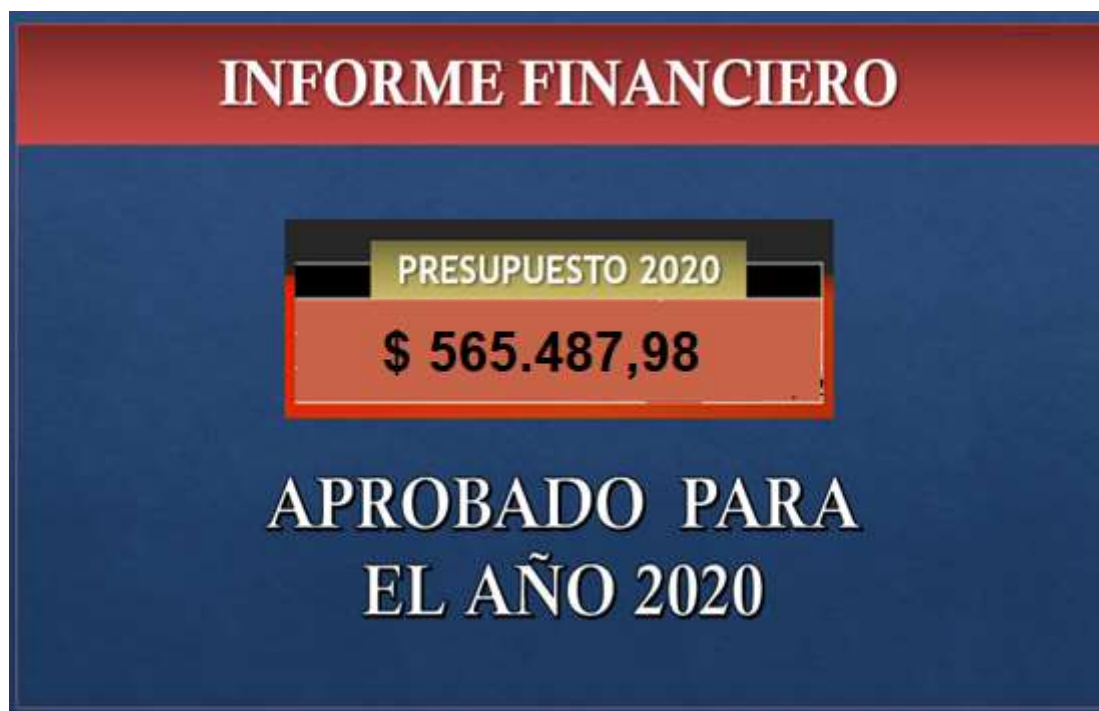 INFORME FINANCIERO
PRESUPUESTO 2020
$ 565.487,98
APROBADO PARA
EL AÑO 2020